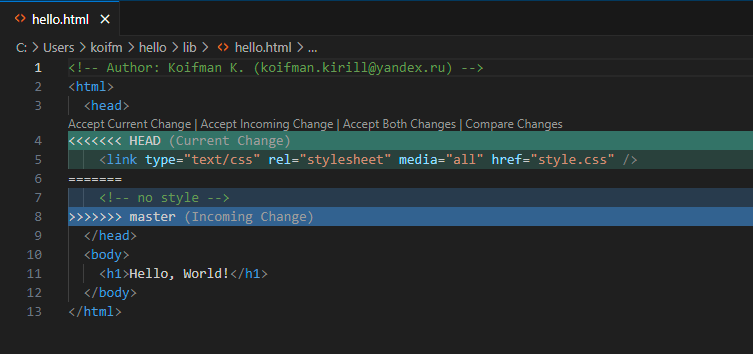 hello.html
C: > Users > koifm > hello > lib > hello.html > ...
1 <!-- Author: Koifman K. (koifman.kirill@yandex.ru) -->
2 <html>
3 <head>
Accept Current Change | Accept Incoming Change | Accept Both Changes | Compare Changes
4 <<<<<<< HEAD (Current Change)
5 <link type="text/css" rel="stylesheet" media="all" href="style.css" />
6 =======
7 <!-- no style -->
8 >>>>>>> master (Incoming Change)
9 </head>
10 <body>
11 <h1>Hello, World!</h1>
12 </body>
13 </html>